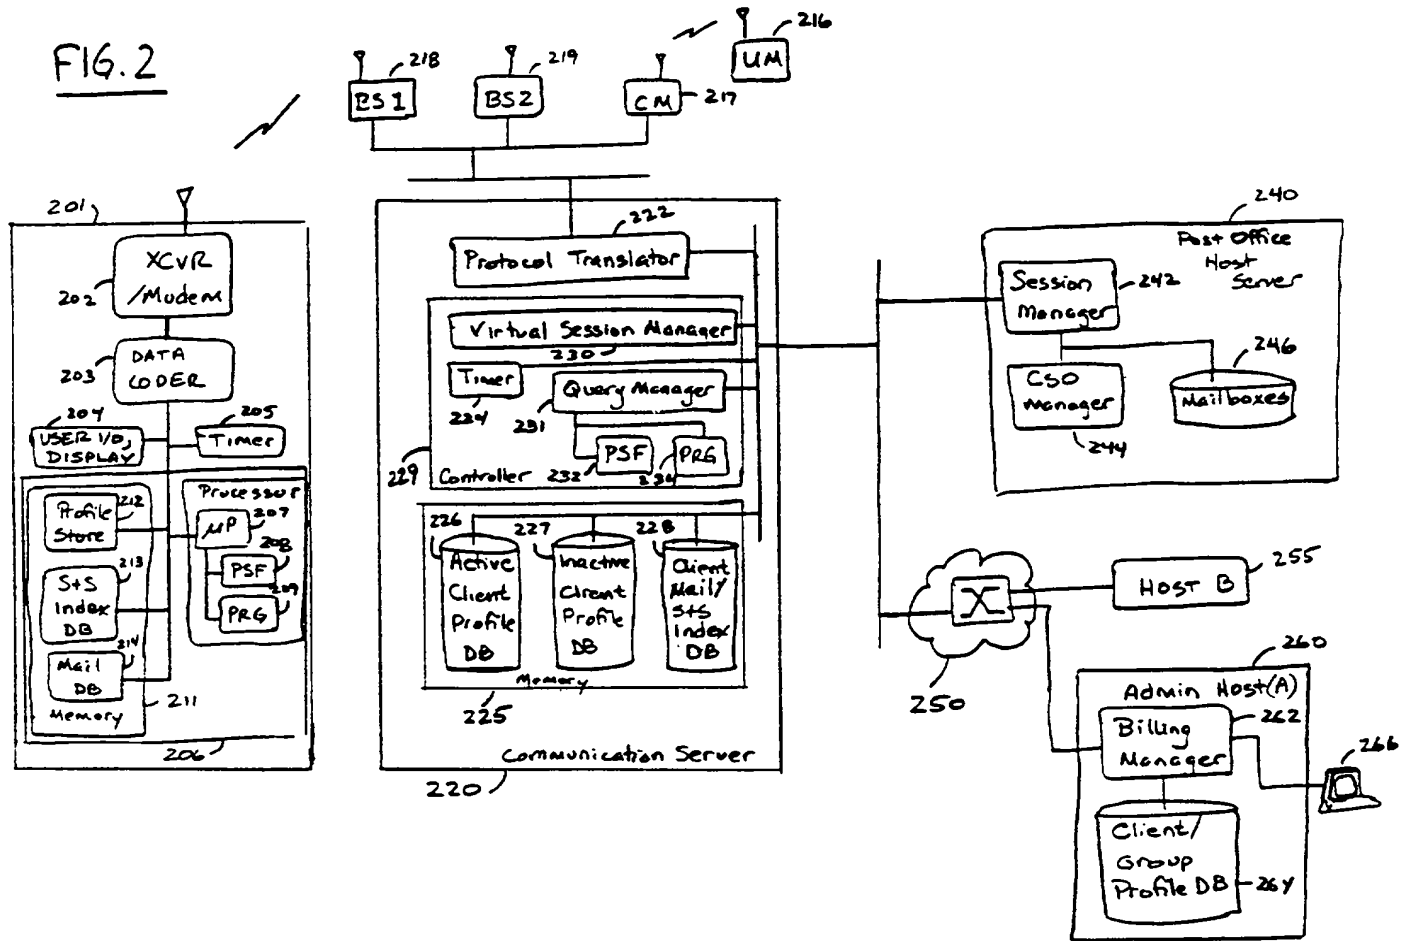 FIG. 2
216
UM
218
BS1
219
BS2
CM
217
201
XCVR
/Modem
202
DATA
CODER
203
204
USER I/O,
DISPLAY
205
Timer
212
Profile
Store
213
S+S
Index
DB
214
Mail
DB
211
Memory
Processor
μP
207
208
PSF
209
PRG
206
222
Protocol Translator
Virtual Session Manager
230
Timer
224
Query Manager
231
PSF
232
PRG
234
229
Controller
226
Active
Client
Profile
DB
227
Inactive
Client
Profile
DB
228
Client
Mail/
S+S
Index
DB
Memory
225
Communication Server
220
240
Post Office
Host
Server
Session
Manager
242
CSO
Manager
244
246
Mailboxes
250
255
HOST B
260
Admin Host(A)
Billing
Manager
262
266
Client/
Group
Profile DB
264